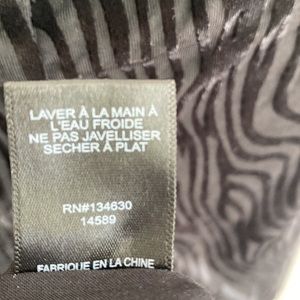 LAVER À LA MAIN À
L'EAU FROIDE
NE PAS JAVELLISER
SECHER À PLAT
RN#134630
14589
FABRIQUE EN LA CHINE